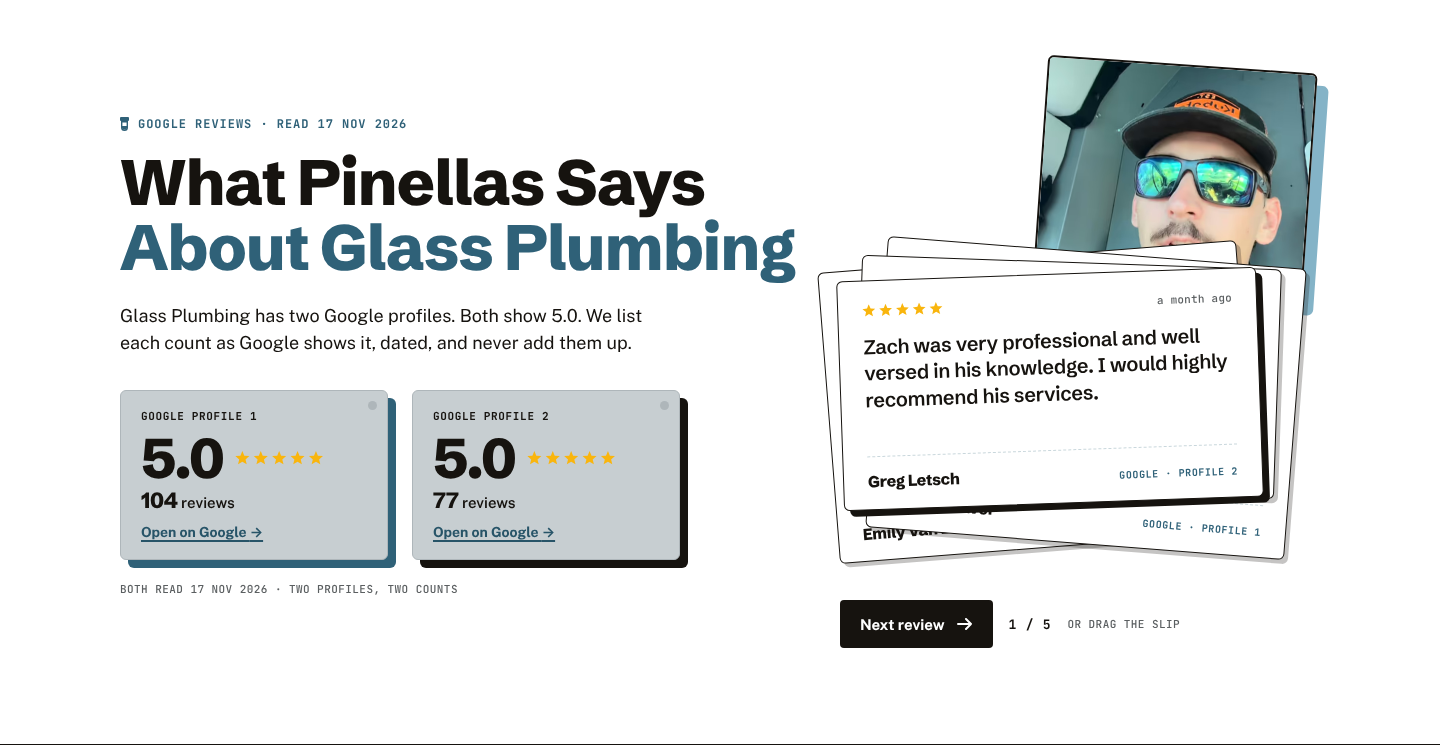 GOOGLE REVIEWS · READ 17 NOV 2026
What Pinellas Says
About Glass Plumbing
Glass Plumbing has two Google profiles. Both show 5.0. We list
each count as Google shows it, dated, and never add them up.
GOOGLE PROFILE 1
5.0
104 reviews
Open on Google →
GOOGLE PROFILE 2
5.0
77 reviews
Open on Google →
BOTH READ 17 NOV 2026 · TWO PROFILES, TWO COUNTS
a month ago
Zach was very professional and well
versed in his knowledge. I would highly
recommend his services.
Greg Letsch
GOOGLE · PROFILE 2
Emily
GOOGLE · PROFILE 1
Next review →
1 / 5
OR DRAG THE SLIP